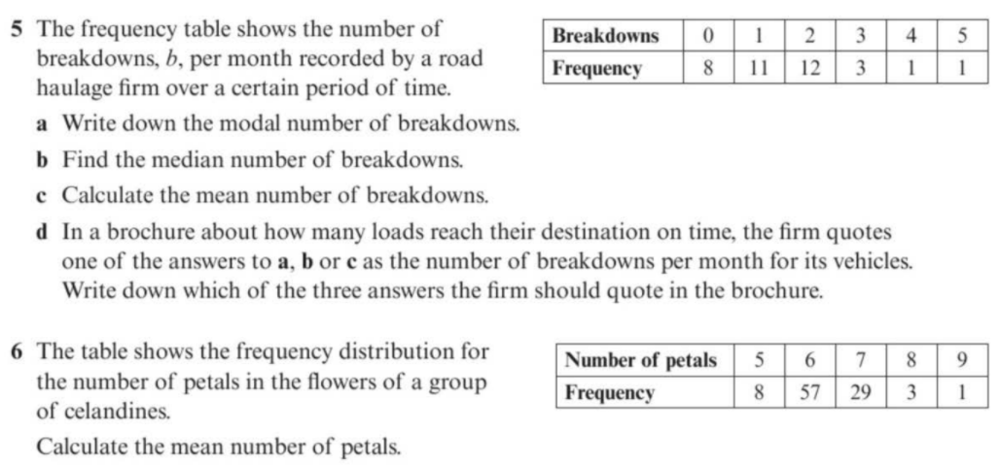 5 The frequency table shows the number of
breakdowns, b, per month recorded by a road
haulage firm over a certain period of time.
Breakdowns 0 1 2 3 4 5
Frequency 8 11 12 3 1 1
a Write down the modal number of breakdowns.
b Find the median number of breakdowns.
c Calculate the mean number of breakdowns.
d In a brochure about how many loads reach their destination on time, the firm quotes
one of the answers to a, b or c as the number of breakdowns per month for its vehicles.
Write down which of the three answers the firm should quote in the brochure.
6 The table shows the frequency distribution for
the number of petals in the flowers of a group
of celandines.
Number of petals 5 6 7 8 9
Frequency 8 57 29 3 1
Calculate the mean number of petals.